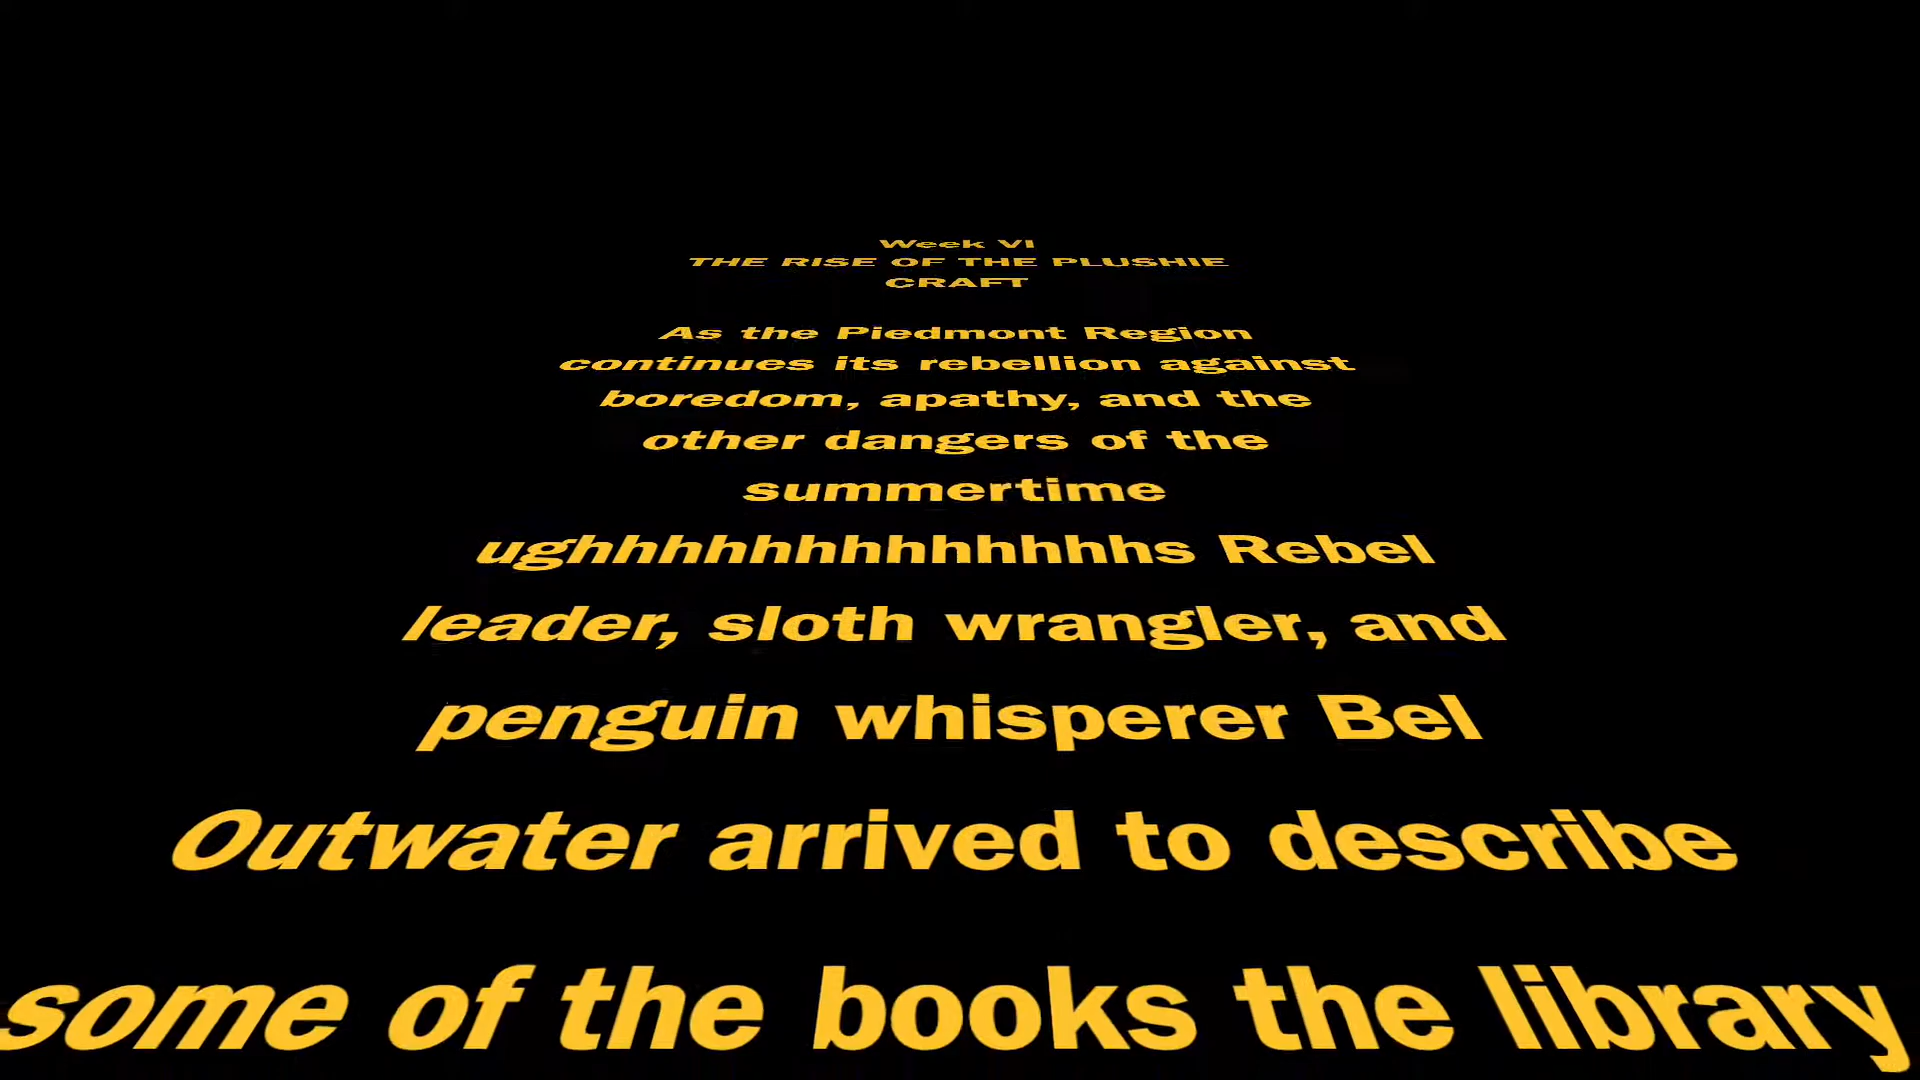 Week VI
THE RISE OF THE PLUSHIE
CRAFT
As the Piedmont Region
continues its rebellion against
boredom, apathy, and the
other dangers of the
summertime
ughhhhhhhhhhhhhhs Rebel
leader, sloth wrangler, and
penguin whisperer Bel
Outwater arrived to describe
some of the books the library